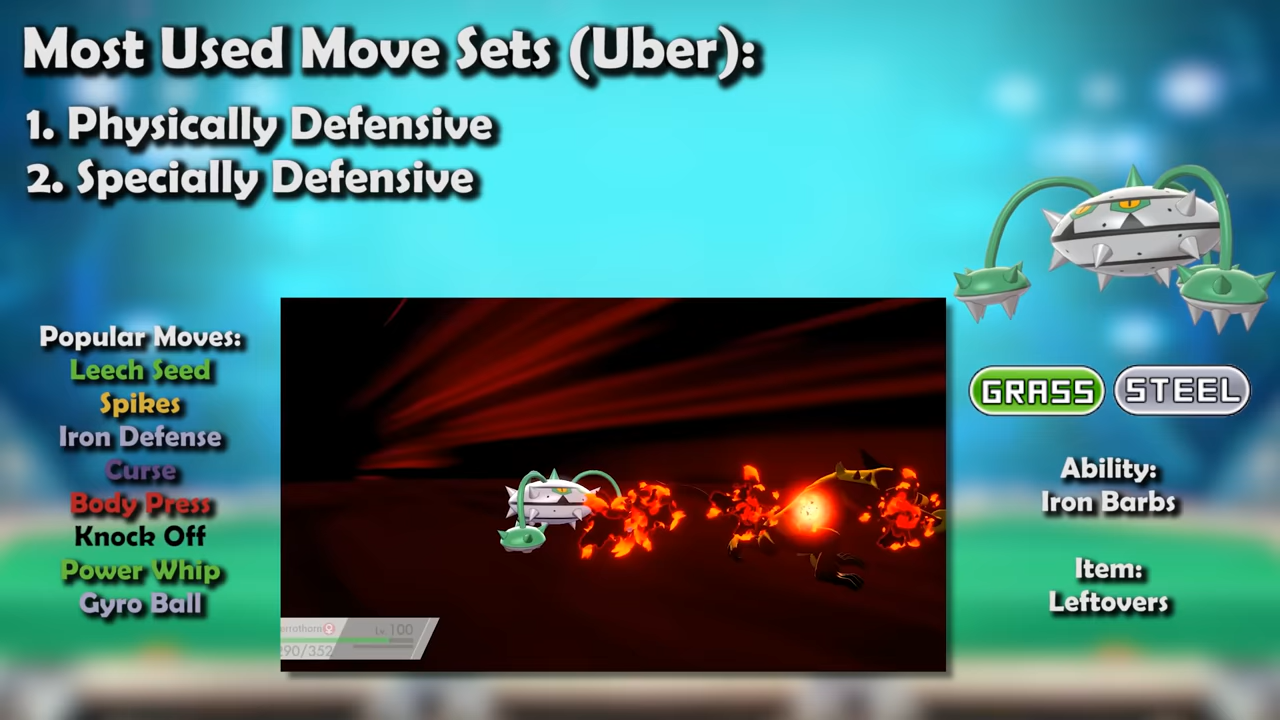 Most Used Move Sets (Uber):
1. Physically Defensive
2. Specially Defensive
Popular Moves:
Leech Seed
Spikes
Iron Defense
Curse
Body Press
Knock Off
Power Whip
Gyro Ball
GRASS STEEL
Ability:
Iron Barbs
Item:
Leftovers
errothorn Lv. 100
290/352